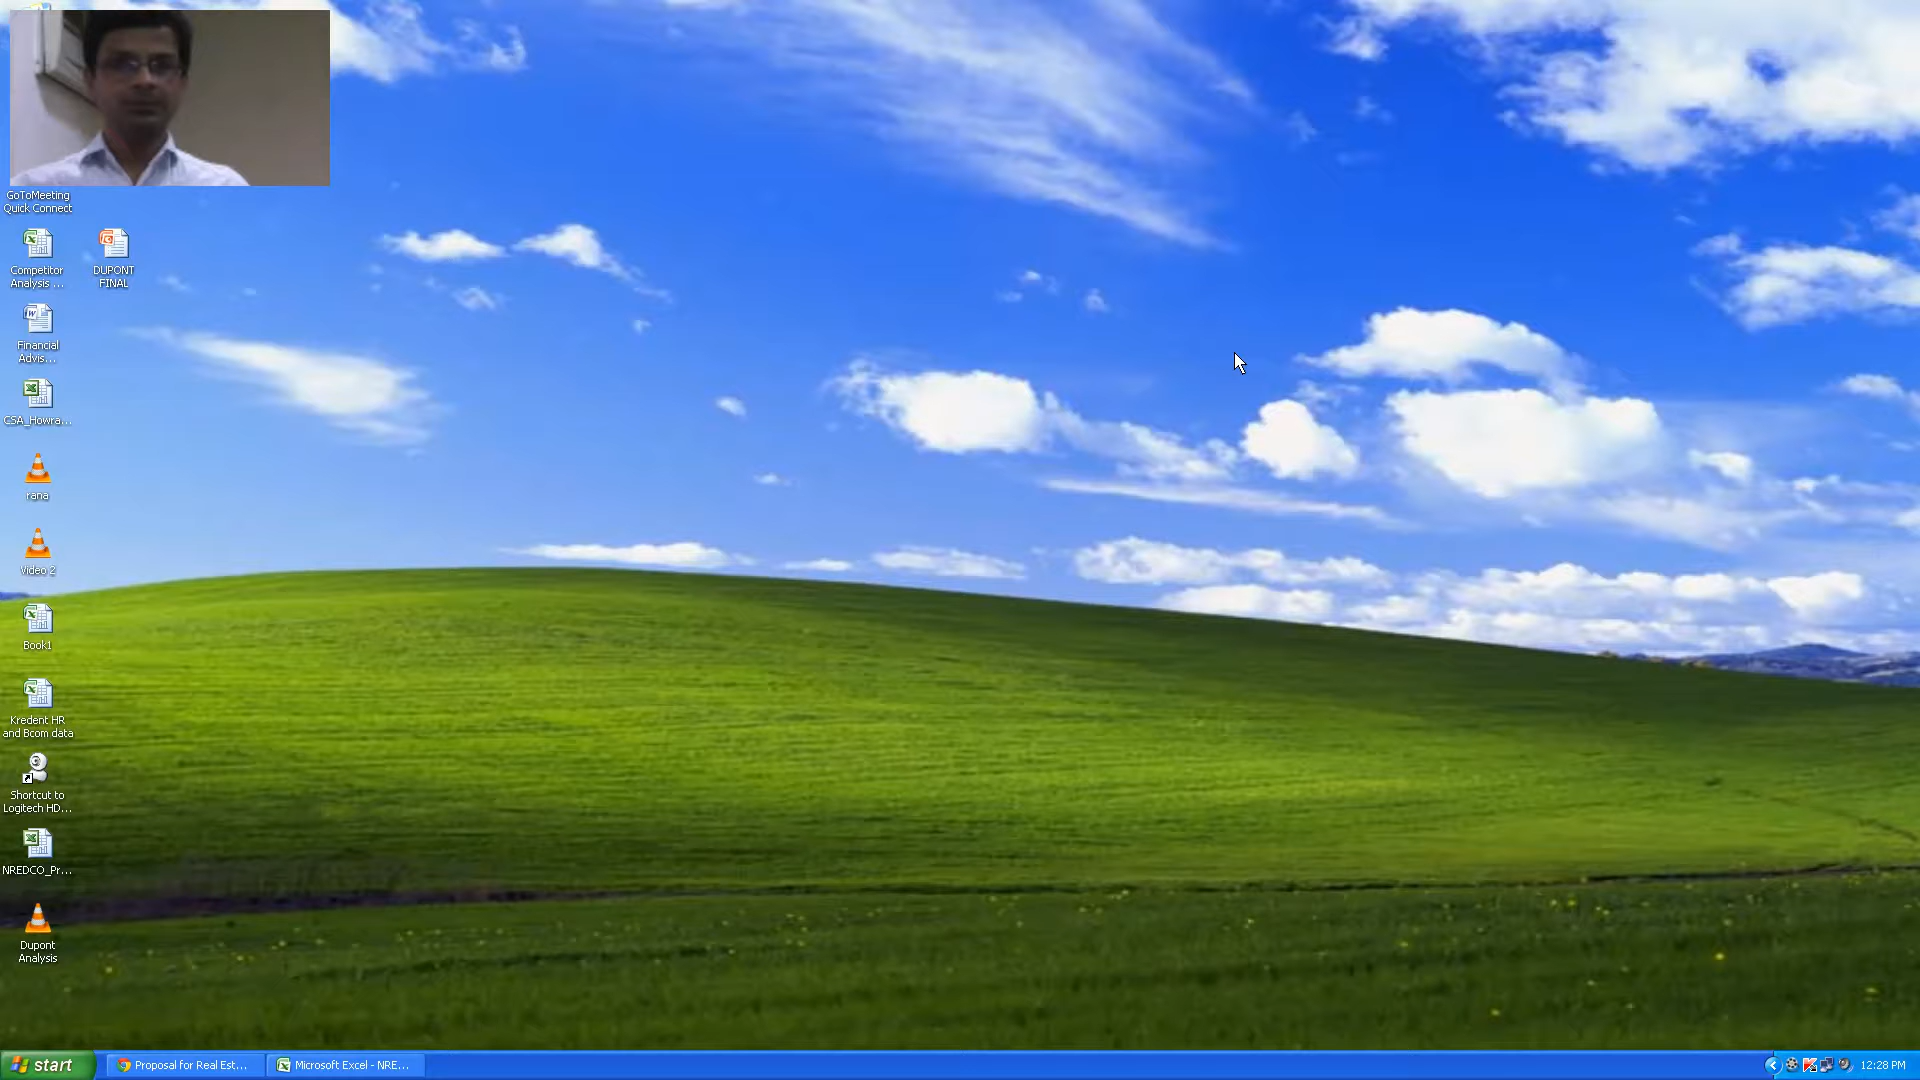 GoToMeeting
Quick Connect
Competitor
Analysis ...
DUPONT
FINAL
Financial
Advis...
CSA_Howra...
rana
Video 2
Book1
Kredent HR
and Bcom data
Shortcut to
Logitech HD...
NREDCO_Pr...
Dupont
Analysis
start
Proposal for Real Est...
Microsoft Excel - NRE...
12:28 PM